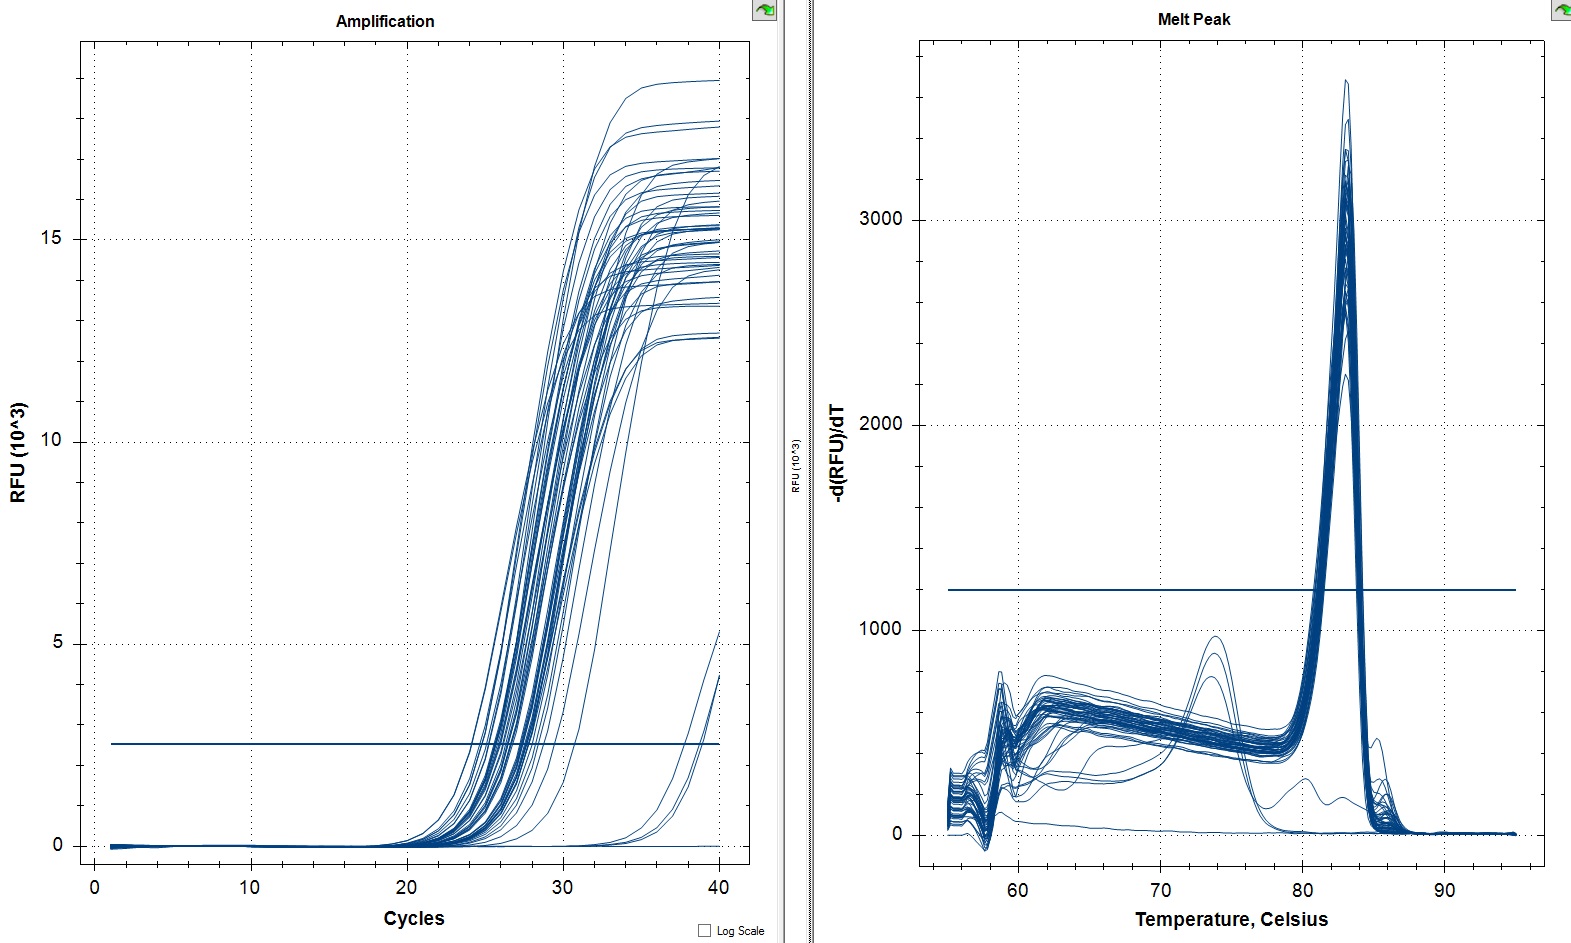 Amplification
15
10
5
0
RFU (10^3)
0 10 20 30 40
Cycles
Log Scale
RFU (10^3)
Melt Peak
3000
2000
1000
0
-d(RFU)/dT
60 70 80 90
Temperature, Celsius